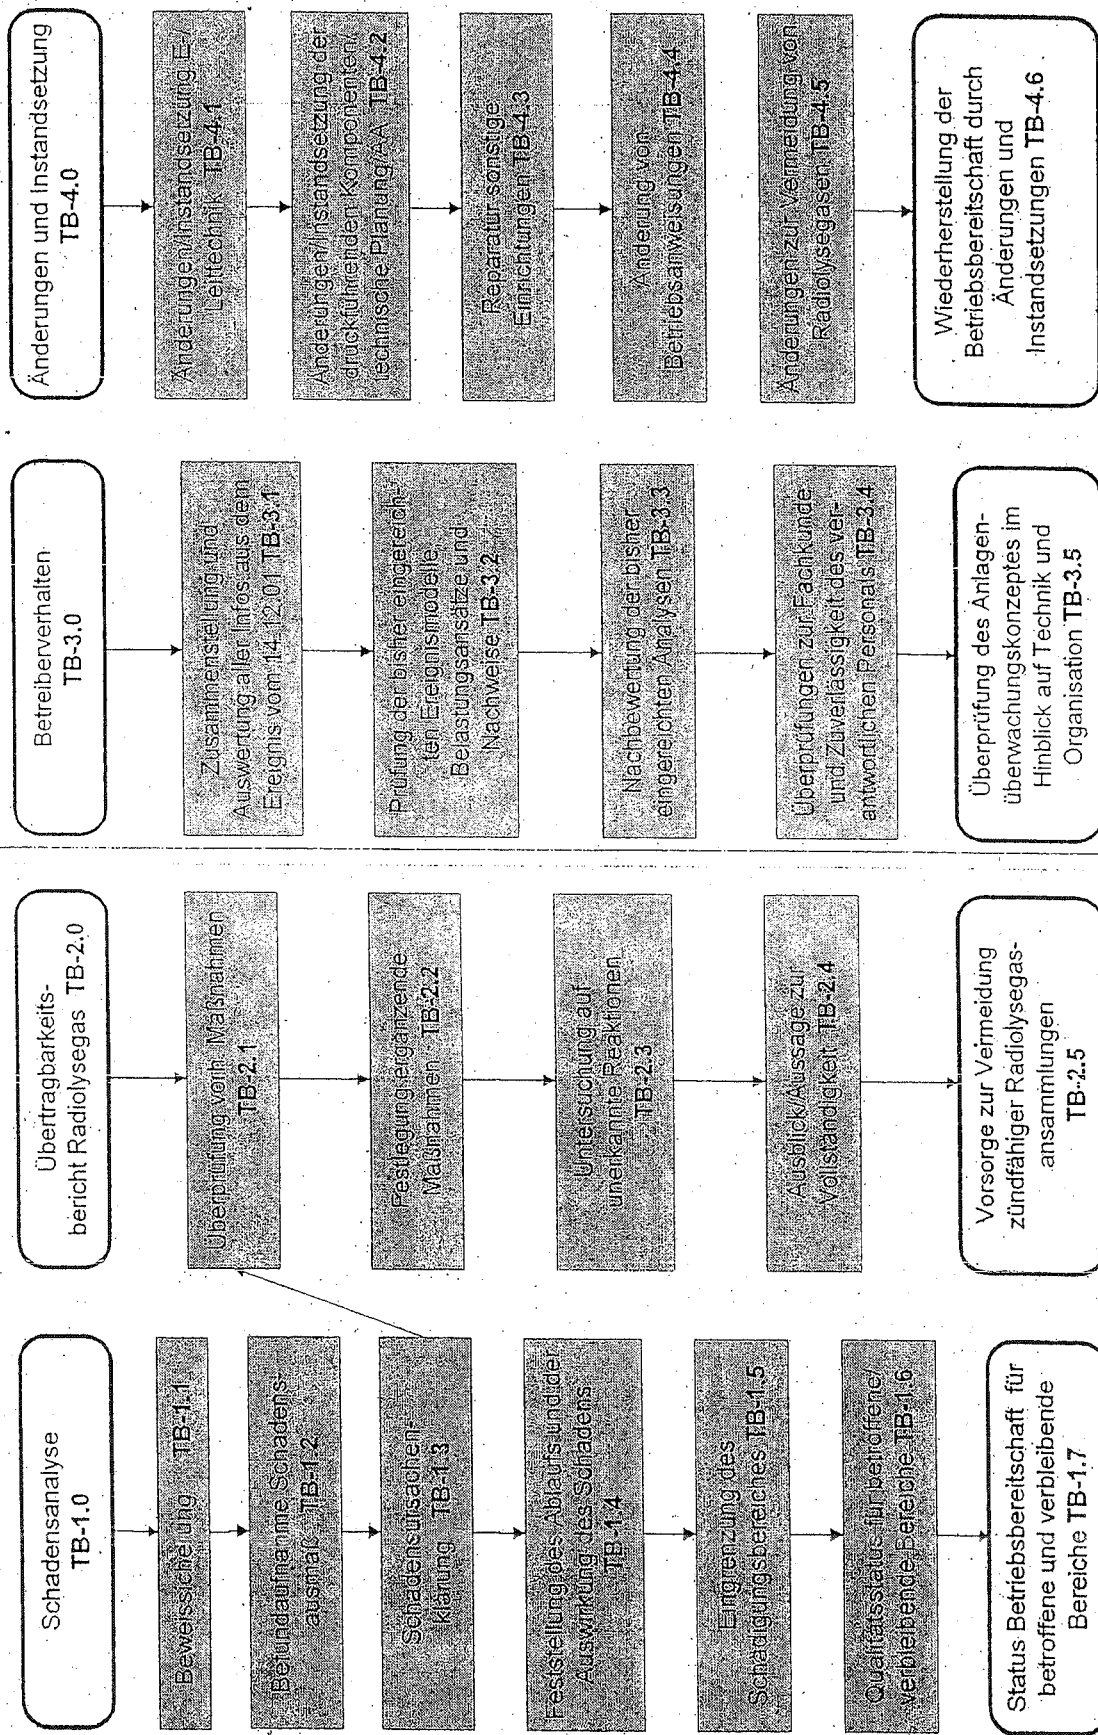 Schadensanalyse
TB-1.0
Beweissicherung TB-1.1
Befundaufnahme Schadens-
ausmaß TB-1.2
Schadensursachen-
klärung TB-1.3
Feststellung des Ablaufs und der
Auswirkung des Schadens
TB-1.4
Eingrenzung des
Schädigungsbereiches TB-1.5
Qualitätsstatus für betroffene/
verbleibende Bereiche TB-1.6
Status Betriebsbereitschaft für
betroffene und verbleibende
Bereiche TB-1.7
Übertragbarkeits-
bericht Radiolysegas TB-2.0
Überprüfung vorh. Maßnahmen
TB-2.1
Festlegung ergänzende
Maßnahmen TB-2.2
Untersuchung auf
unerkannte Reaktionen
TB-2.3
Ausblick/Aussage zur
Vollständigkeit TB-2.4
Vorsorge zur Vermeidung
zündfähiger Radiolysegas-
ansammlungen
TB-2.5
Betreiberverhalten
TB-3.0
Zusammenstellung und
Auswertung aller Infos aus dem
Ereignis vom 14.12.01 TB-3.1
Prüfung der bisher eingereich-
ten Ereignismodelle
Belastungsansätze und
Nachweise TB-3.2
Nachbewertung der bisher
eingereichten Analysen TB-3.3
Überprüfungen zur Fachkunde
und Zuverlässigkeit des ver-
antwortlichen Personals TB-3.4
Überprüfung des Anlagen-
überwachungskonzeptes im
Hinblick auf Technik und
Organisation TB-3.5
Änderungen und Instandsetzung
TB-4.0
Änderungen/Instandsetzung E-/
Leittechnik TB-4.1
Änderungen/Instandsetzung der
druckführenden Komponenten/
technische Planung/AA TB-4.2
Reparatur sonstige
Einrichtungen TB-4.3
Änderung von
Betriebsanweisungen TB-4.4
Änderungen zur Vermeidung von
Radiolysegasen TB-4.5
Wiederherstellung der
Betriebsbereitschaft durch
Änderungen und
Instandsetzungen TB-4.6